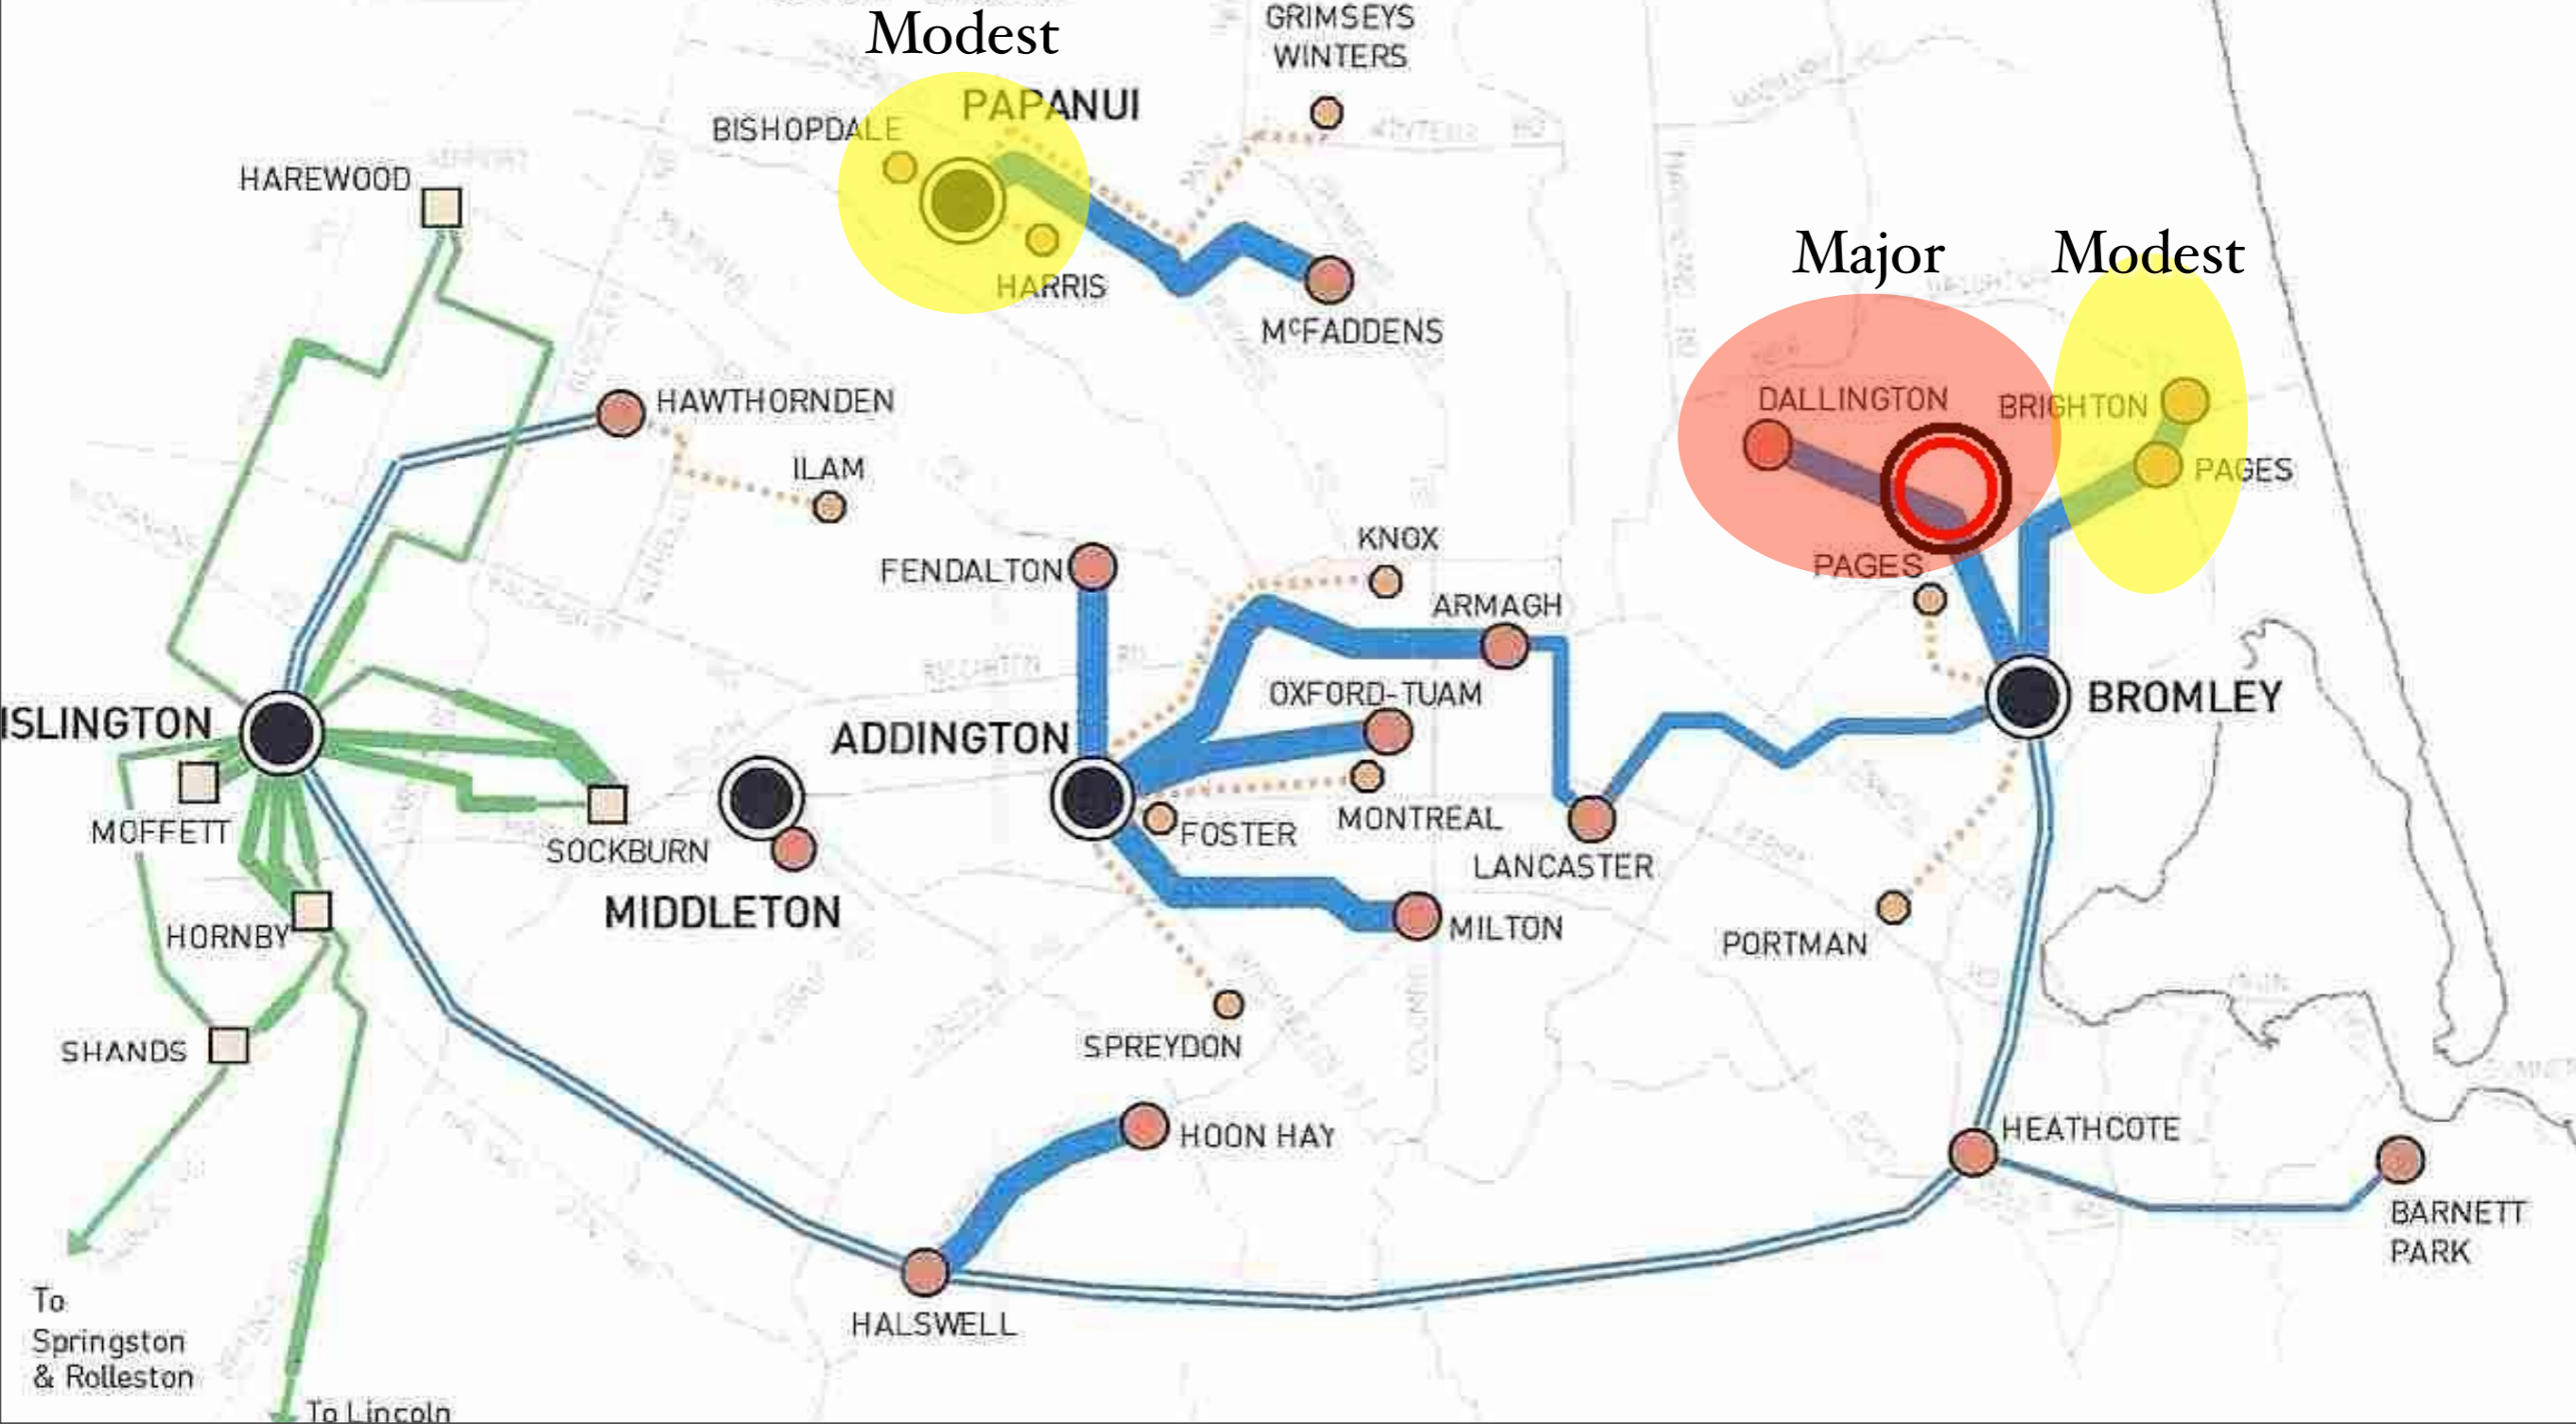 Modest
GRIMSEYS
WINTERS
PAPANUI
BISHOPDALE
HAREWOOD
HARRIS
McFADDENS
Major
Modest
DALLINGTON
BRIGHTON
PAGES
HAWTHORNDEN
ILAM
KNOX
FENDALTON
PAGES
ARMAGH
RICCARTON RD
OXFORD-TUAM
BROMLEY
ISLINGTON
ADDINGTON
MOFFETT
SOCKBURN
FOSTER
MONTREAL
LANCASTER
MIDDLETON
MILTON
HORNBY
PORTMAN
SHANDS
SPREYDON
HOON HAY
HEATHCOTE
BARNETT
PARK
HALSWELL
To
Springston
& Rolleston
To Lincoln